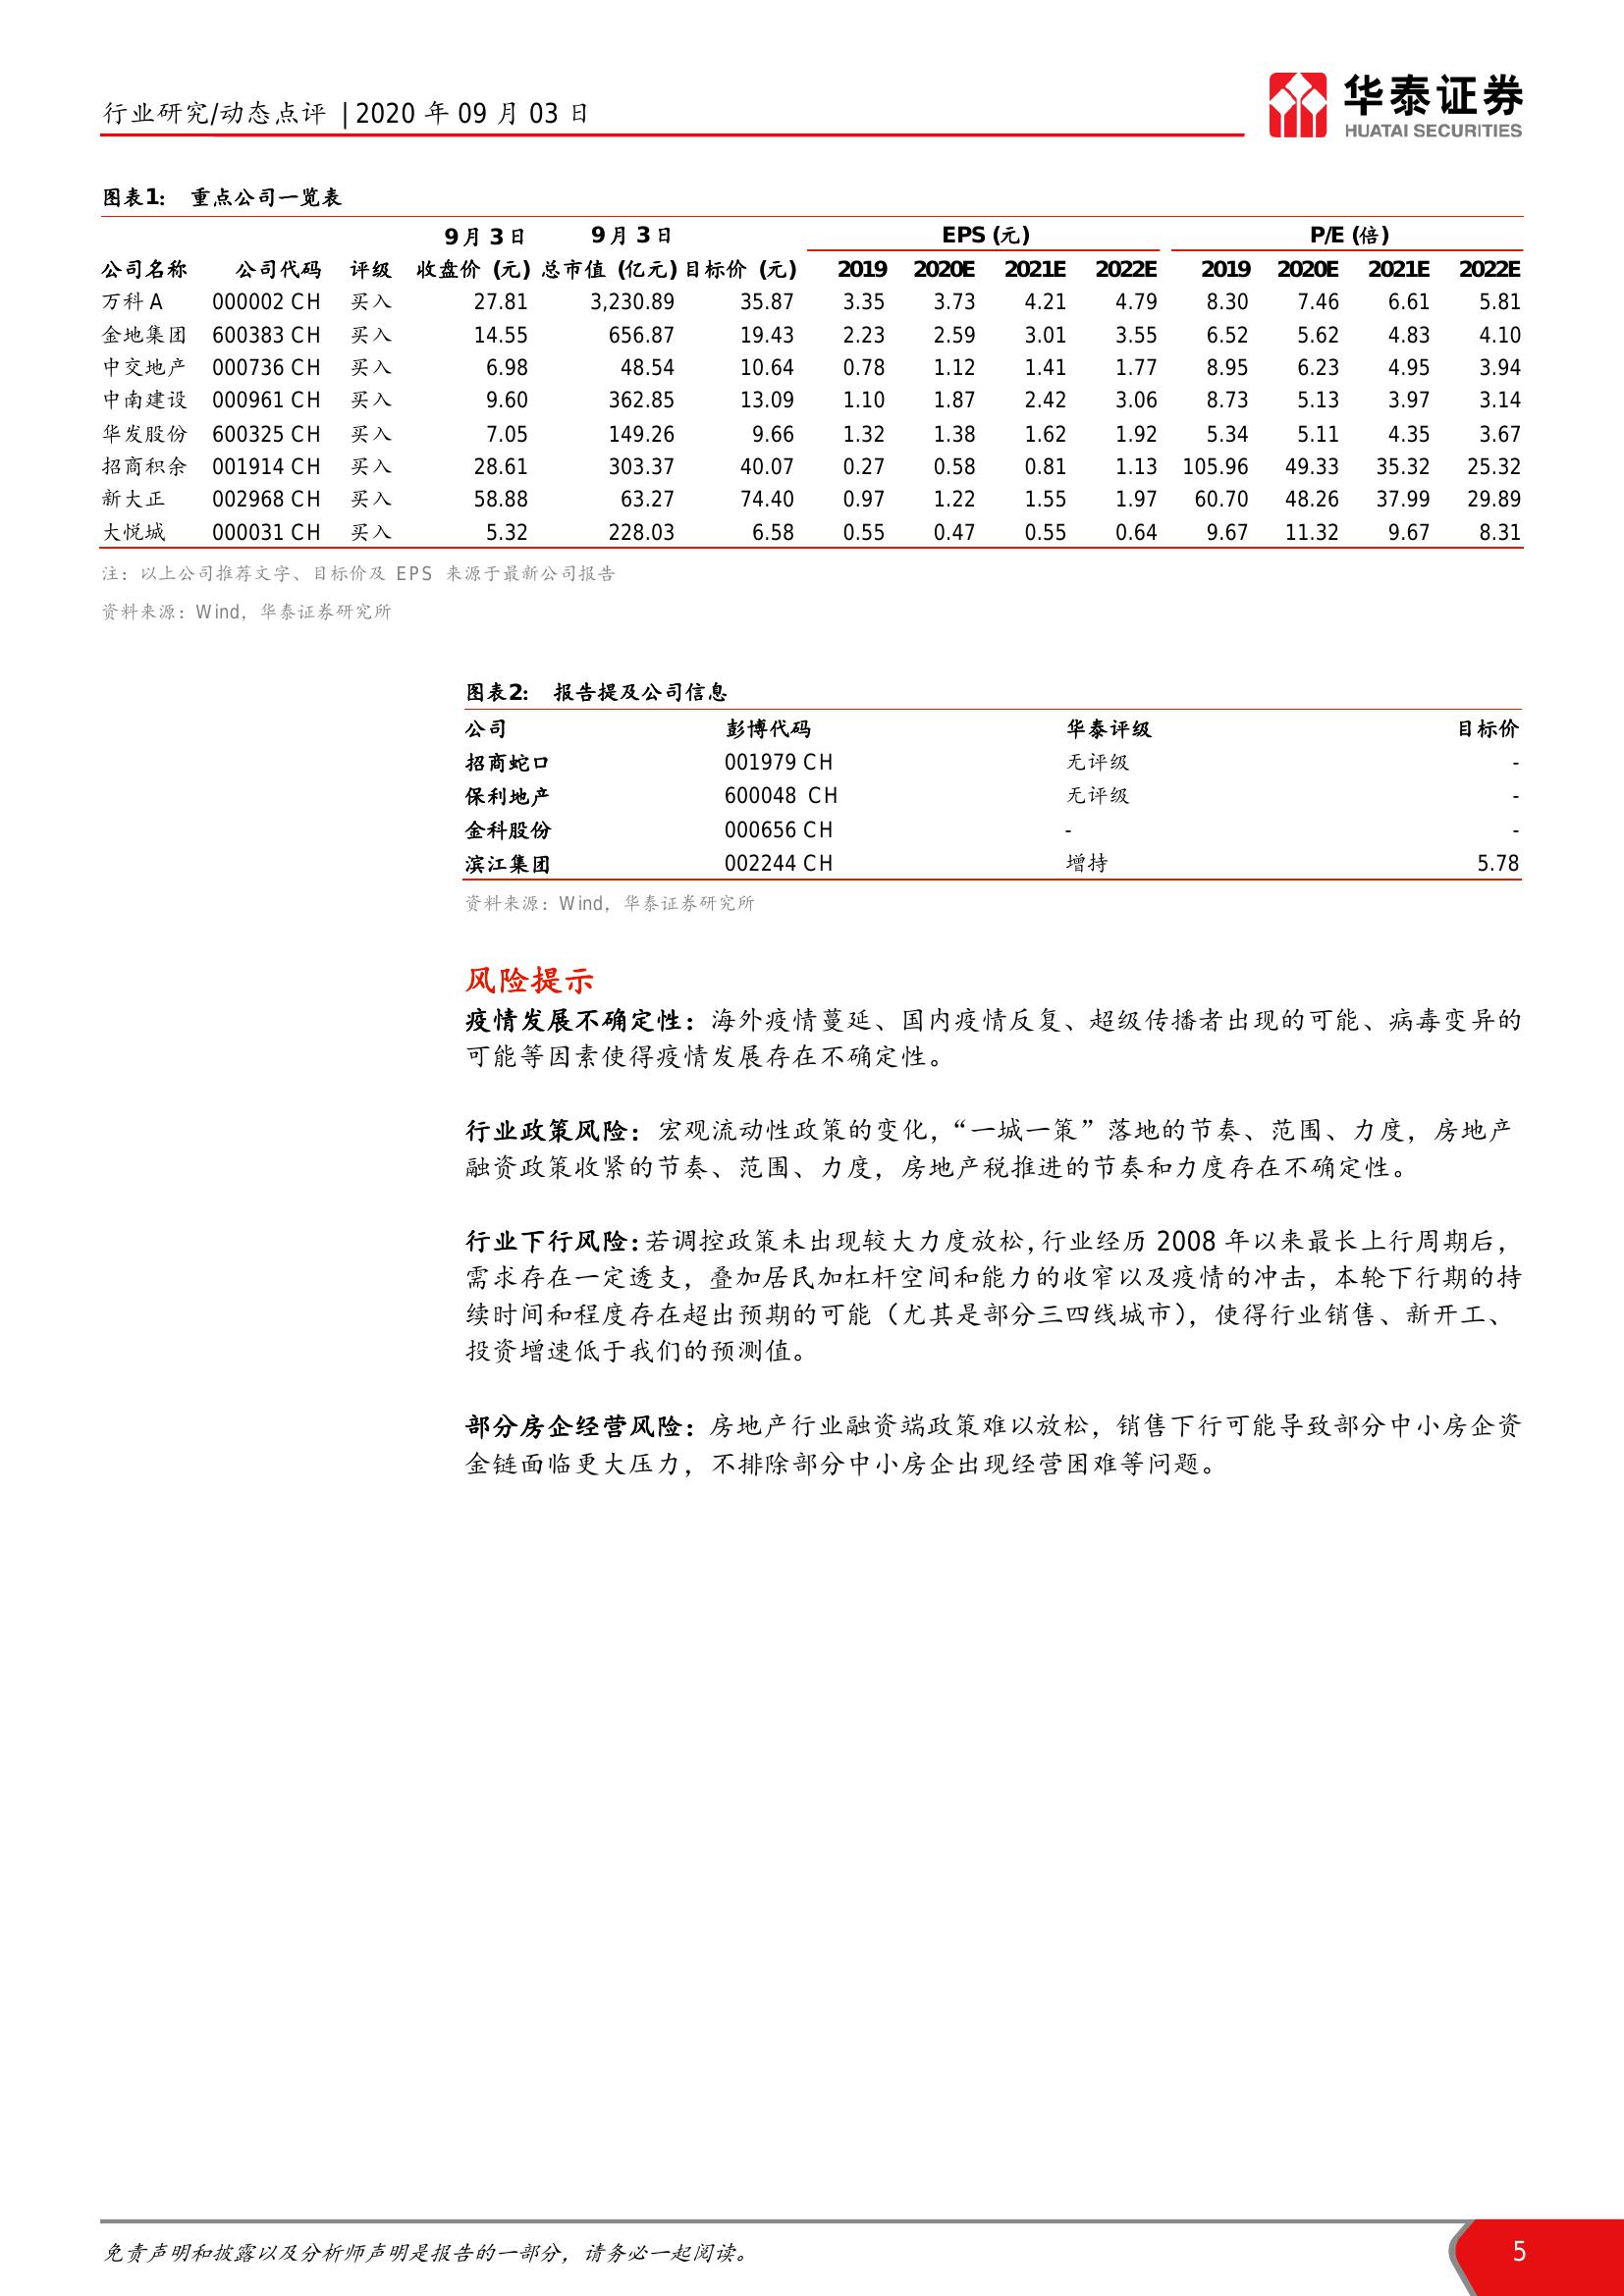 行业研究/动态点评 | 2020 年 09 月 03 日
华泰证券
HUATAI SECURITIES
图表1： 重点公司一览表
9月3日 9月3日 EPS (元) P/E (倍)
公司名称 公司代码 评级 收盘价 (元) 总市值 (亿元) 目标价 (元) 2019 2020E 2021E 2022E 2019 2020E 2021E 2022E
万科 A 000002 CH 买入 27.81 3,230.89 35.87 3.35 3.73 4.21 4.79 8.30 7.46 6.61 5.81
金地集团 600383 CH 买入 14.55 656.87 19.43 2.23 2.59 3.01 3.55 6.52 5.62 4.83 4.10
中交地产 000736 CH 买入 6.98 48.54 10.64 0.78 1.12 1.41 1.77 8.95 6.23 4.95 3.94
中南建设 000961 CH 买入 9.60 362.85 13.09 1.10 1.87 2.42 3.06 8.73 5.13 3.97 3.14
华发股份 600325 CH 买入 7.05 149.26 9.66 1.32 1.38 1.62 1.92 5.34 5.11 4.35 3.67
招商积余 001914 CH 买入 28.61 303.37 40.07 0.27 0.58 0.81 1.13 105.96 49.33 35.32 25.32
新大正 002968 CH 买入 58.88 63.27 74.40 0.97 1.22 1.55 1.97 60.70 48.26 37.99 29.89
大悦城 000031 CH 买入 5.32 228.03 6.58 0.55 0.47 0.55 0.64 9.67 11.32 9.67 8.31
注：以上公司推荐文字、目标价及 EPS 来源于最新公司报告
资料来源：Wind，华泰证券研究所
图表2： 报告提及公司信息
公司 彭博代码 华泰评级 目标价
招商蛇口 001979 CH 无评级 -
保利地产 600048 CH 无评级 -
金科股份 000656 CH - -
滨江集团 002244 CH 增持 5.78
资料来源：Wind，华泰证券研究所
风险提示
疫情发展不确定性：海外疫情蔓延、国内疫情反复、超级传播者出现的可能、病毒变异的
可能等因素使得疫情发展存在不确定性。
行业政策风险：宏观流动性政策的变化，“一城一策”落地的节奏、范围、力度，房地产
融资政策收紧的节奏、范围、力度，房地产税推进的节奏和力度存在不确定性。
行业下行风险：若调控政策未出现较大力度放松，行业经历 2008 年以来最长上行周期后，
需求存在一定透支，叠加居民加杠杆空间和能力的收窄以及疫情的冲击，本轮下行期的持
续时间和程度存在超出预期的可能（尤其是部分三四线城市），使得行业销售、新开工、
投资增速低于我们的预测值。
部分房企经营风险：房地产行业融资端政策难以放松，销售下行可能导致部分中小房企资
金链面临更大压力，不排除部分中小房企出现经营困难等问题。
免责声明和披露以及分析师声明是报告的一部分，请务必一起阅读。
5